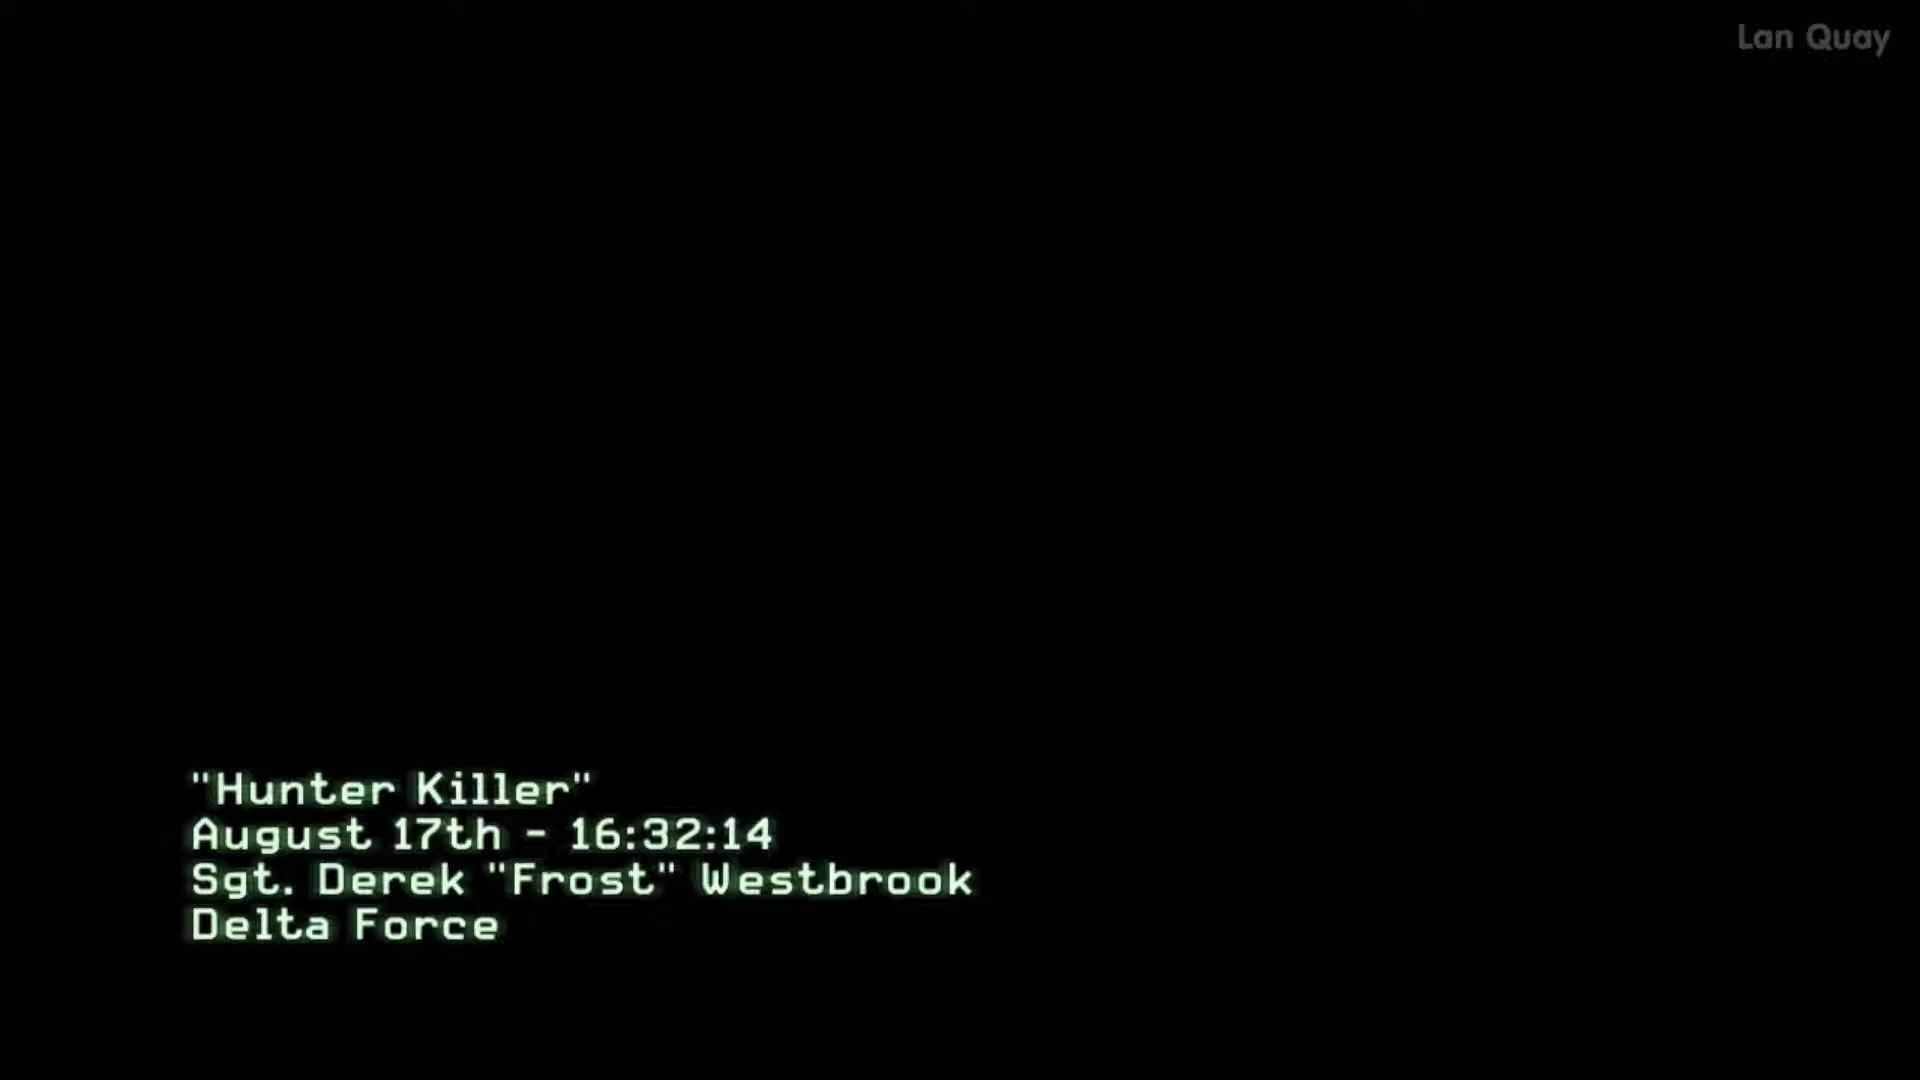 Lan Quay
"Hunter Killer"
August 17th - 16:32:14
Sgt. Derek "Frost" Westbrook
Delta Force